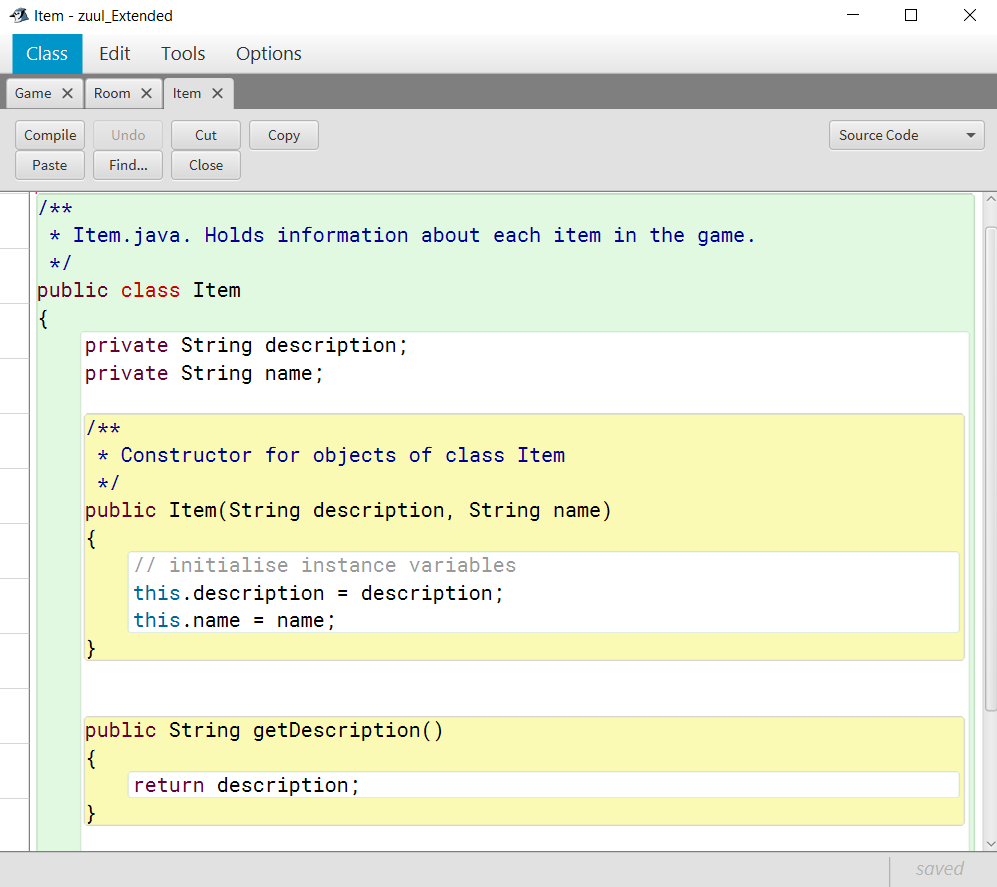 Item - zuul_Extended
Class Edit Tools Options
Game Room Item
Compile Undo Cut Copy Source Code
Paste Find... Close
/**
* Item.java. Holds information about each item in the game.
*/
public class Item
{
private String description;
private String name;
/**
* Constructor for objects of class Item
*/
public Item(String description, String name)
{
// initialise instance variables
this.description = description;
this.name = name;
}
public String getDescription()
{
return description;
}
saved